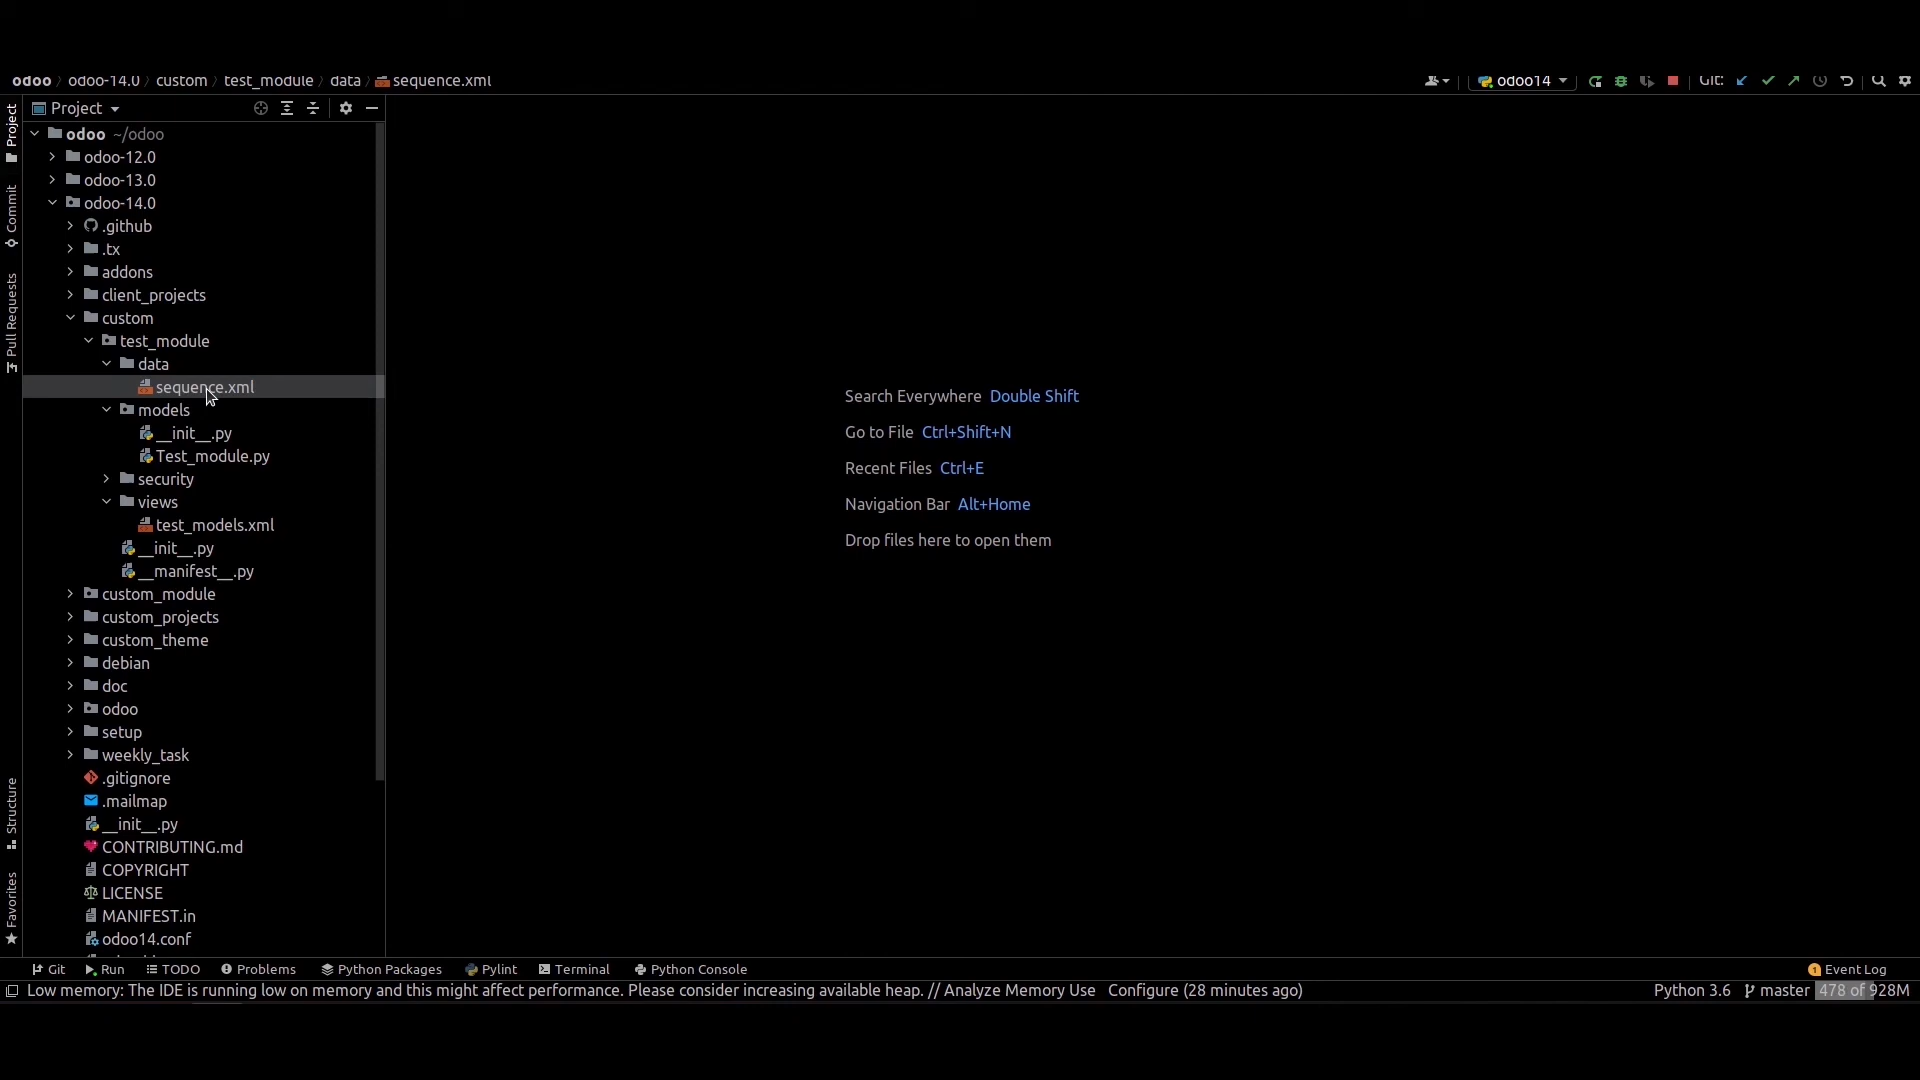 odoo odoo-14.0 custom test_module data sequence.xml
odoo14 Git:
Project
odoo ~/odoo
odoo-12.0
odoo-13.0
odoo-14.0
.github
.tx
addons
client_projects
custom
test_module
data
sequence.xml
models
__init__.py
Test_module.py
security
views
test_models.xml
__init__.py
__manifest__.py
custom_module
custom_projects
custom_theme
debian
doc
odoo
setup
weekly_task
.gitignore
.mailmap
__init__.py
CONTRIBUTING.md
COPYRIGHT
LICENSE
MANIFEST.in
odoo14.conf
Project
Commit
Pull Requests
Structure
Favorites
Search Everywhere Double Shift
Go to File Ctrl+Shift+N
Recent Files Ctrl+E
Navigation Bar Alt+Home
Drop files here to open them
Git Run TODO Problems Python Packages Pylint Terminal Python Console 1 Event Log
Low memory: The IDE is running low on memory and this might affect performance. Please consider increasing available heap. // Analyze Memory Use Configure (28 minutes ago) Python 3.6 master 478 of 928M